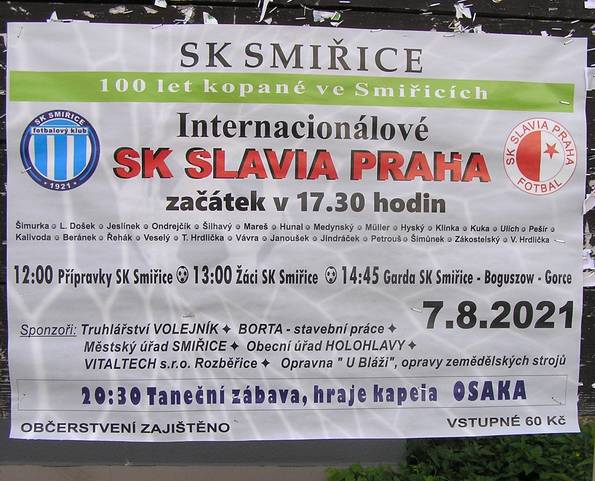 SK SMIŘICE
100 let kopané ve Smiřicích
SK SMIŘICE
fotbalový klub
1921
Internacionálové
SK SLAVIA PRAHA
začátek v 17.30 hodin
SK SLAVIA PRAHA
FOTBAL
Šimurka L. Došek Jeslínek Ondrejčík Šilhavý Mareš Hunal Medynský Müller Hyský Klinka Kuka Ulich Pešír
Kalivoda Beránek Řehák Veselý T. Hrdlička Vávra Janoušek Jindráček Petrouš Šimůnek Zákostelský V. Hrdlička
12:00 Přípravky SK Smiřice 13:00 Žáci SK Smiřice 14:45 Garda SK Smiřice - Boguszow - Gorce
7.8.2021
Sponzoři: Truhlářství VOLEJNÍK ✦ BORTA - stavební práce ✦
Městský úřad SMIŘICE ✦ Obecní úřad HOLOHLAVY ✦
VITALTECH s.r.o. Rozběřice ✦ Opravna " U Bláži", opravy zemědělských strojů
20:30 Taneční zábava, hraje kapeia OSAKA
OBČERSTVENÍ ZAJIŠTĚNO
VSTUPNÉ 60 Kč